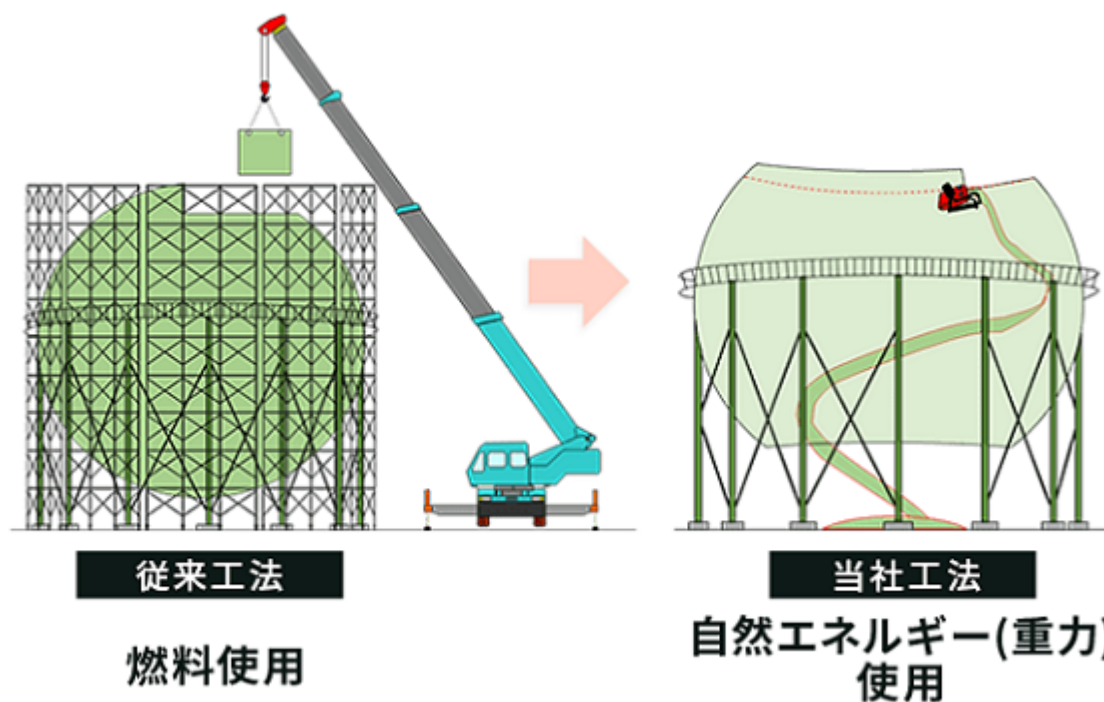 従来工法
燃料使用
当社工法
自然エネルギー(重力)
使用